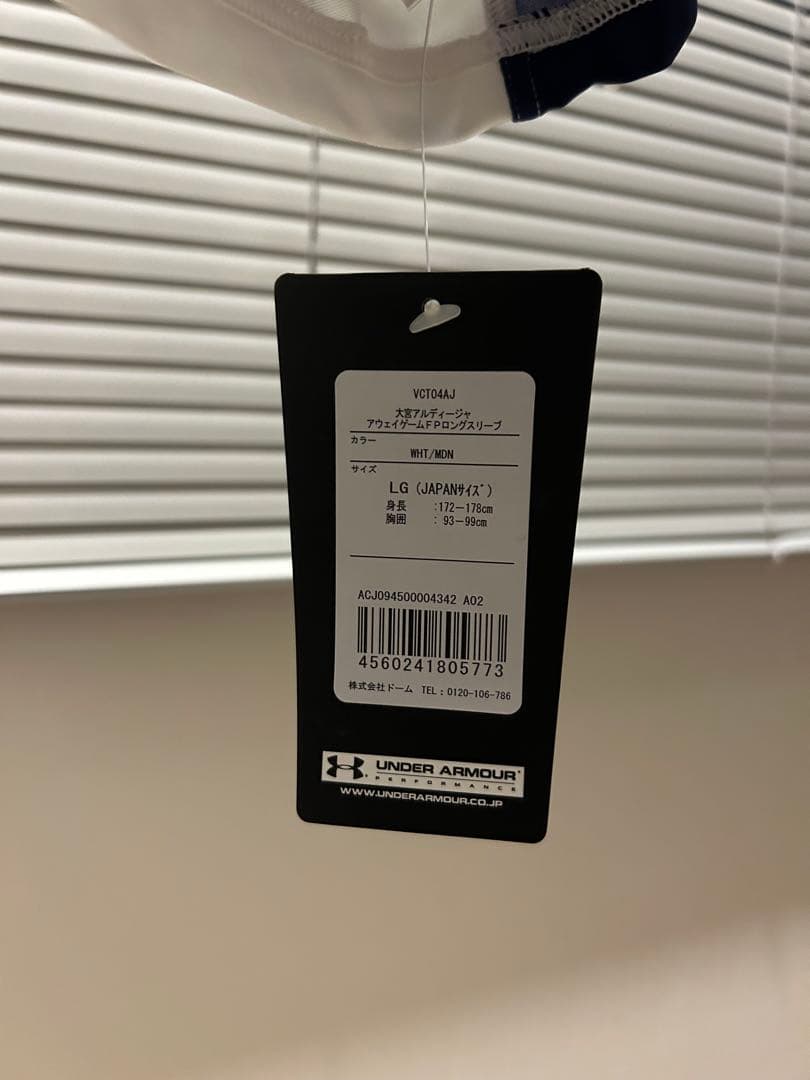 VCT04AJ
大宮アルディージャ
アウェイゲームＦＰロングスリーブ
カラー
WHT/MDN
サイズ
LG (JAPANｻｲｽﾞ)
身長 :172－178cm
胸囲 : 93－99cm
ACJ094500004342 A02
4560241805773
株式会社ドーム TEL：0120-106-786
UNDER ARMOUR
PERFORMANCE
WWW.UNDERARMOUR.CO.JP